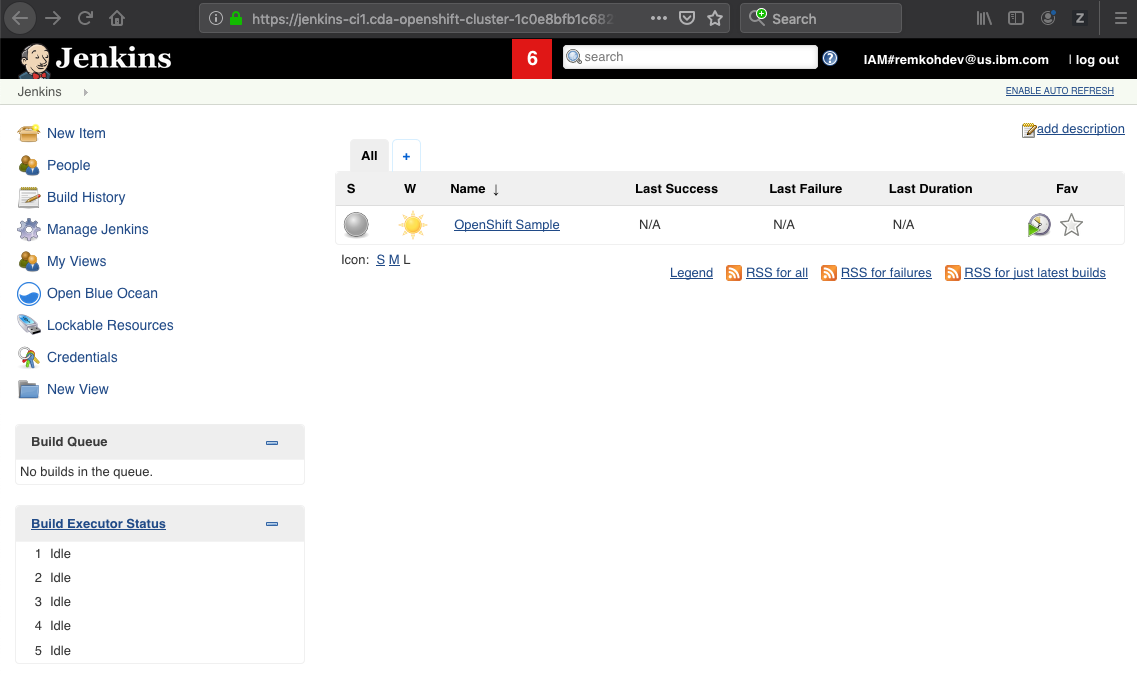 https://jenkins-ci1.cda-openshift-cluster-1c0e8bfb1c682
Search
Z
Jenkins
6
search
IAM#remkohdev@us.ibm.com
| log out
Jenkins
ENABLE AUTO REFRESH
New Item
People
Build History
Manage Jenkins
My Views
Open Blue Ocean
Lockable Resources
Credentials
New View
Build Queue
No builds in the queue.
Build Executor Status
1 Idle
2 Idle
3 Idle
4 Idle
5 Idle
add description
All +
S W Name ↓ Last Success Last Failure Last Duration Fav
OpenShift Sample N/A N/A N/A
Icon: S M L
Legend RSS for all RSS for failures RSS for just latest builds